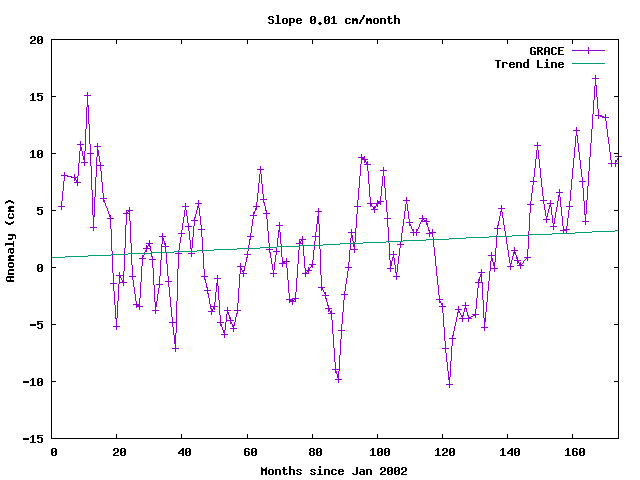 Slope 0.01 cm/month
20
15
10
5
0
-5
-10
-15
Anomaly (cm)
GRACE
Trend Line
0 20 40 60 80 100 120 140 160
Months since Jan 2002